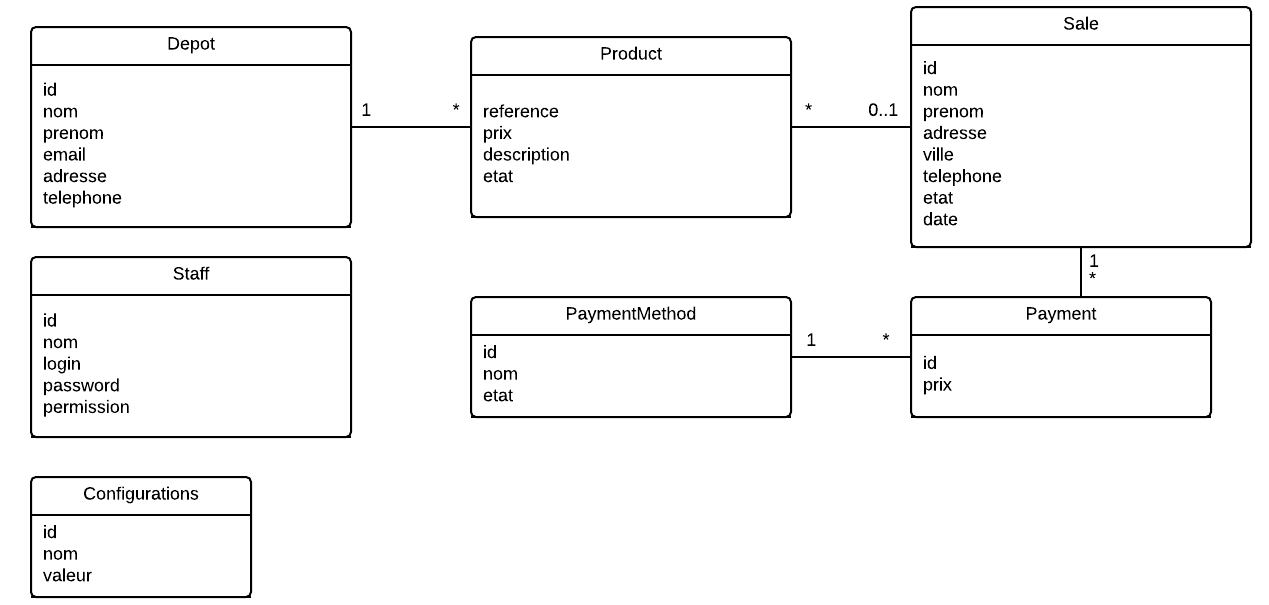 Depot
id
nom
prenom
email
adresse
telephone
1
*
Product
reference
prix
description
etat
*
0..1
Sale
id
nom
prenom
adresse
ville
telephone
etat
date
1
*
Staff
id
nom
login
password
permission
PaymentMethod
id
nom
etat
1
*
Payment
id
prix
Configurations
id
nom
valeur